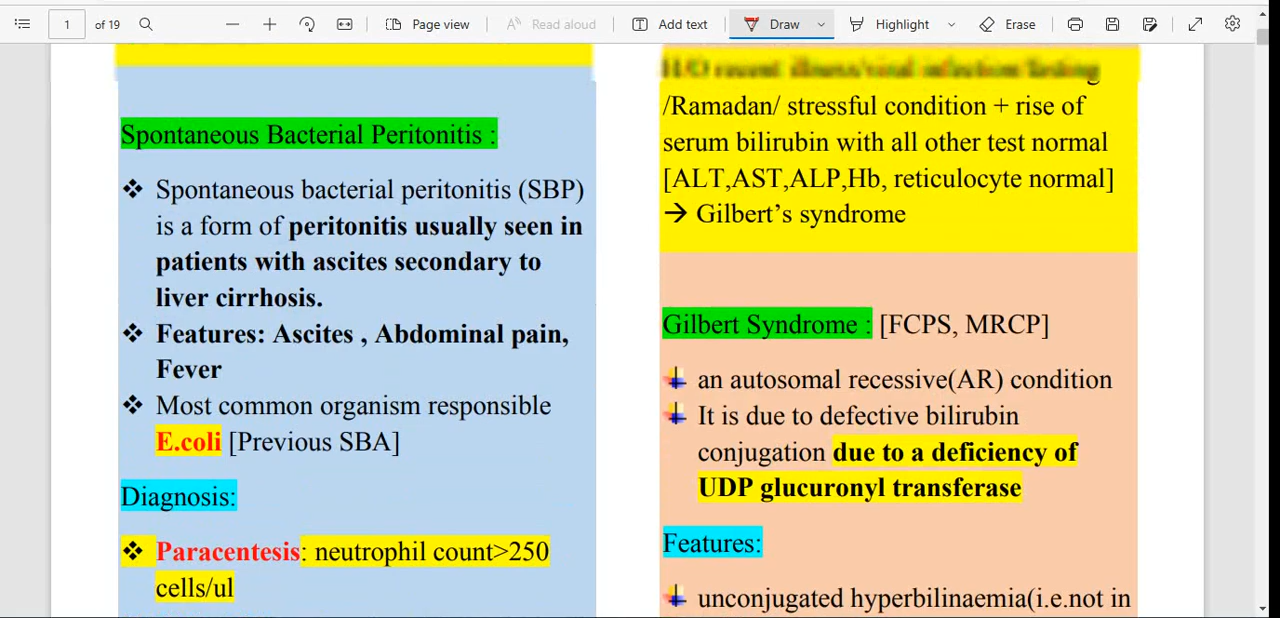 1 of 19
Page view
Read aloud
Add text
Draw
Highlight
Erase
Spontaneous Bacterial Peritonitis :
❖ Spontaneous bacterial peritonitis (SBP)
is a form of peritonitis usually seen in
patients with ascites secondary to
liver cirrhosis.
❖ Features: Ascites , Abdominal pain,
Fever
❖ Most common organism responsible
E.coli [Previous SBA]
Diagnosis:
❖ Paracentesis: neutrophil count>250
cells/ul
H/O recent illness/viral infection/fasting
/Ramadan/ stressful condition + rise of
serum bilirubin with all other test normal
[ALT,AST,ALP,Hb, reticulocyte normal]
→ Gilbert’s syndrome
Gilbert Syndrome : [FCPS, MRCP]
an autosomal recessive(AR) condition
It is due to defective bilirubin
conjugation due to a deficiency of
UDP glucuronyl transferase
Features:
unconjugated hyperbilinaemia(i.e.not in